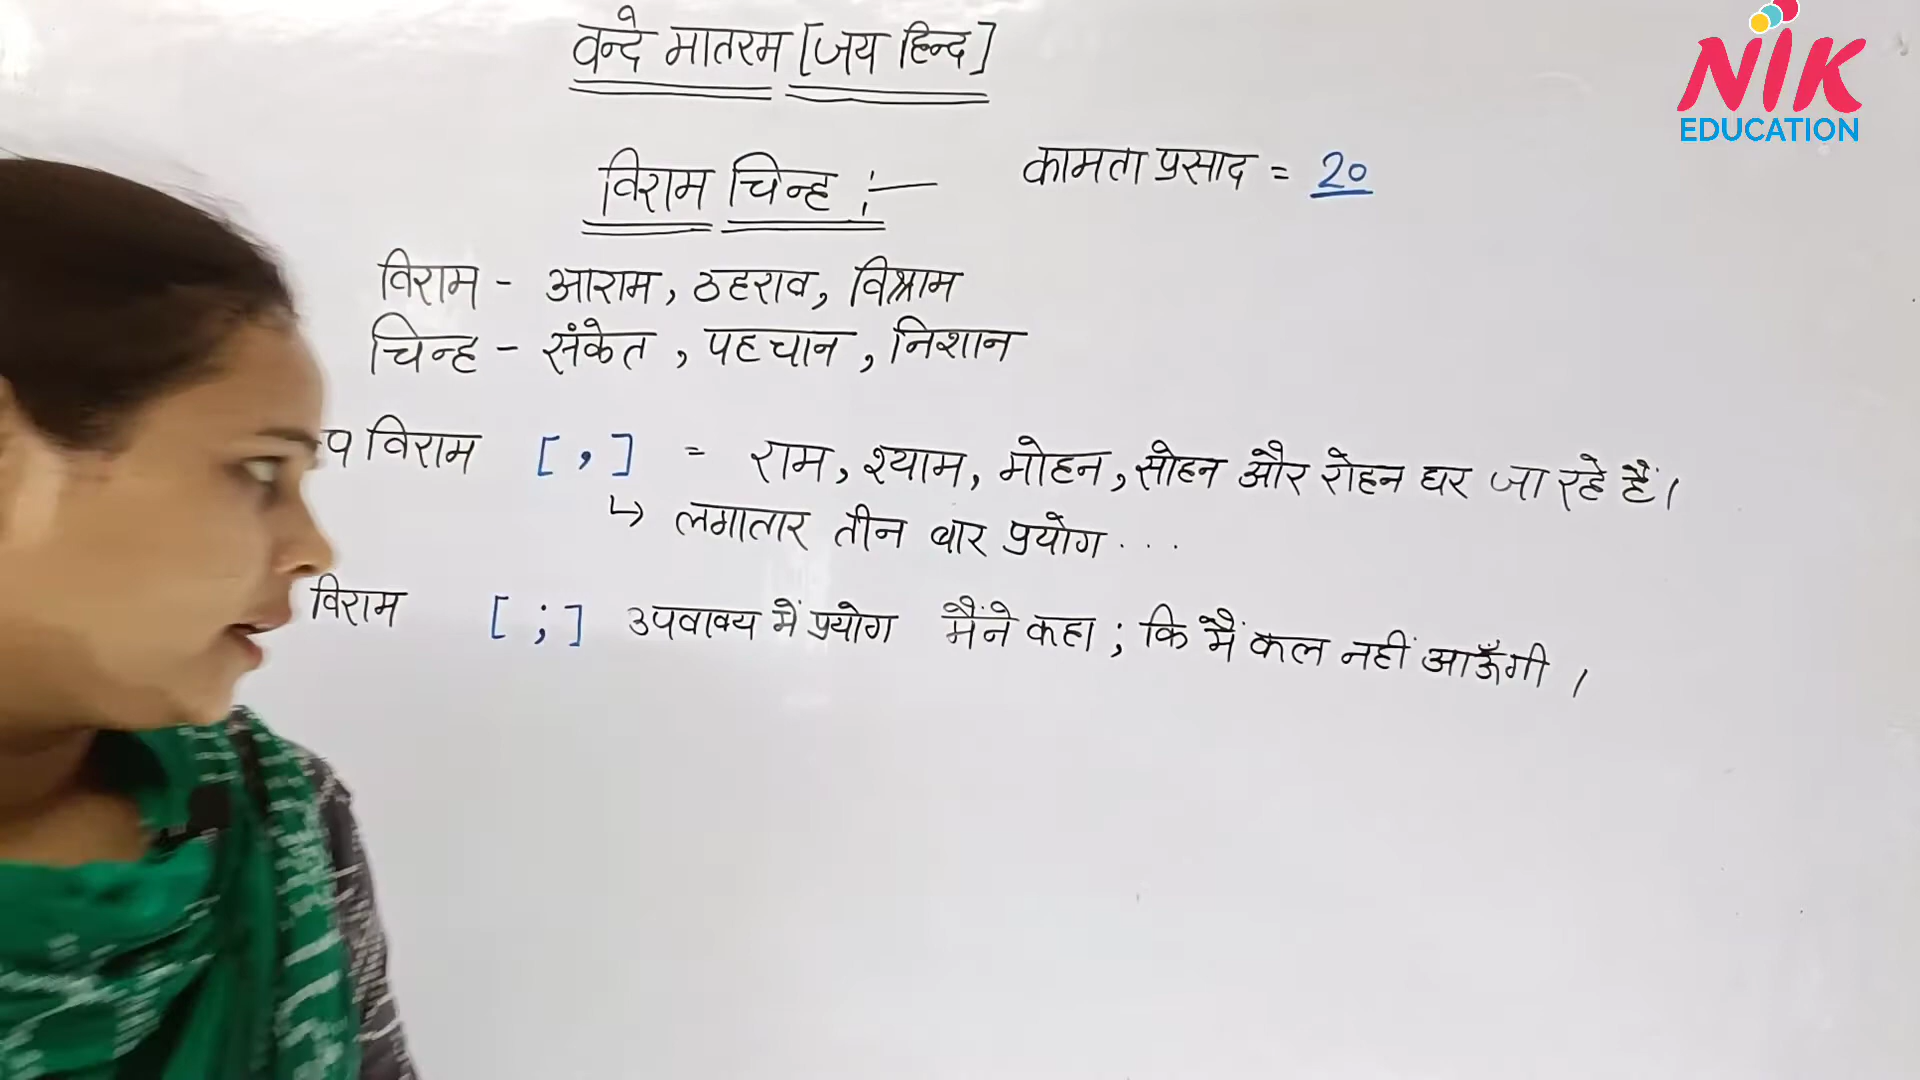 वन्दे मातरम [जय हिन्द]
NIK
EDUCATION
विराम चिन्ह :—
कामता प्रसाद = 20
विराम - आराम, ठहराव, विश्राम
चिन्ह - संकेत, पहचान, निशान
प विराम [,] = राम, श्याम, मोहन, सोहन और रोहन घर जा रहे हैं।
↳ लगातार तीन बार प्रयोग ...
विराम [;] उपवाक्य में प्रयोग मैंने कहा ; कि मैं कल नहीं आऊँगी ।